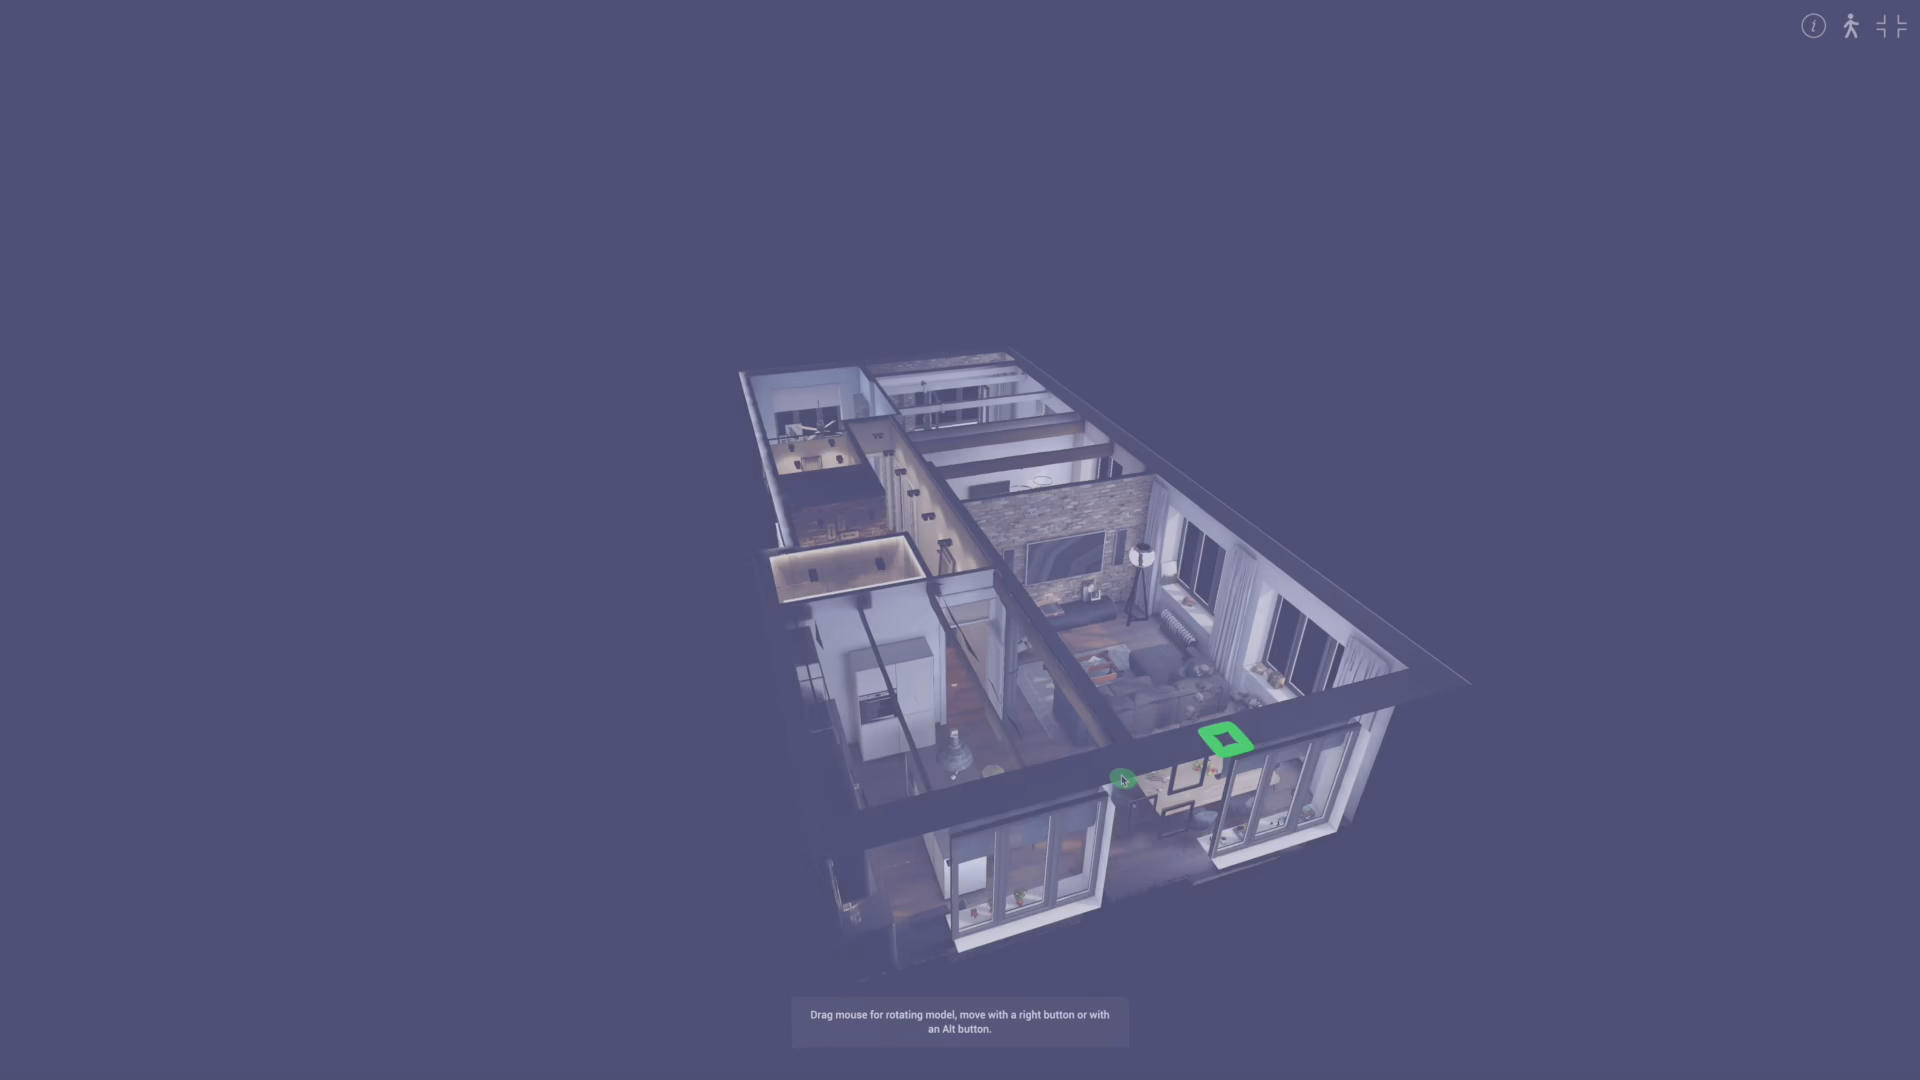 i
Drag mouse for rotating model, move with a right button or with
an Alt button.